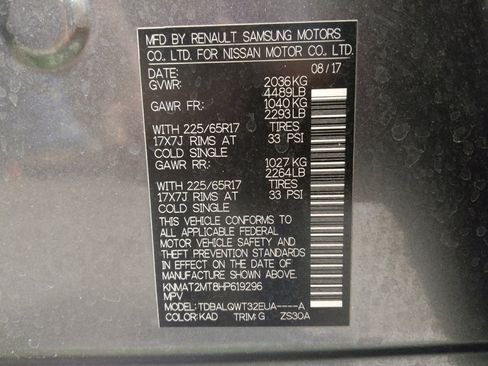 MFD BY RENAULT SAMSUNG MOTORS
CO., LTD. FOR NISSAN MOTOR CO., LTD.
DATE: 08/17
GVWR: 2036KG
4489LB
GAWR FR: 1040KG
2293LB
WITH 225/65R17 TIRES
17X7J RIMS AT 33 PSI
COLD SINGLE
GAWR RR: 1027KG
2264LB
WITH 225/65R17 TIRES
17X7J RIMS AT 33 PSI
COLD SINGLE
THIS VEHICLE CONFORMS TO
ALL APPLICABLE FEDERAL
MOTOR VEHICLE SAFETY AND
THEFT PREVENTION STANDARDS
IN EFFECT ON THE DATE OF
MANUFACTURE SHOWN ABOVE.
KNMAT2MT8HP619296
MPV
MODEL:TDBALQWT32EUA----A
COLOR:KAD TRIM:G ZS30A